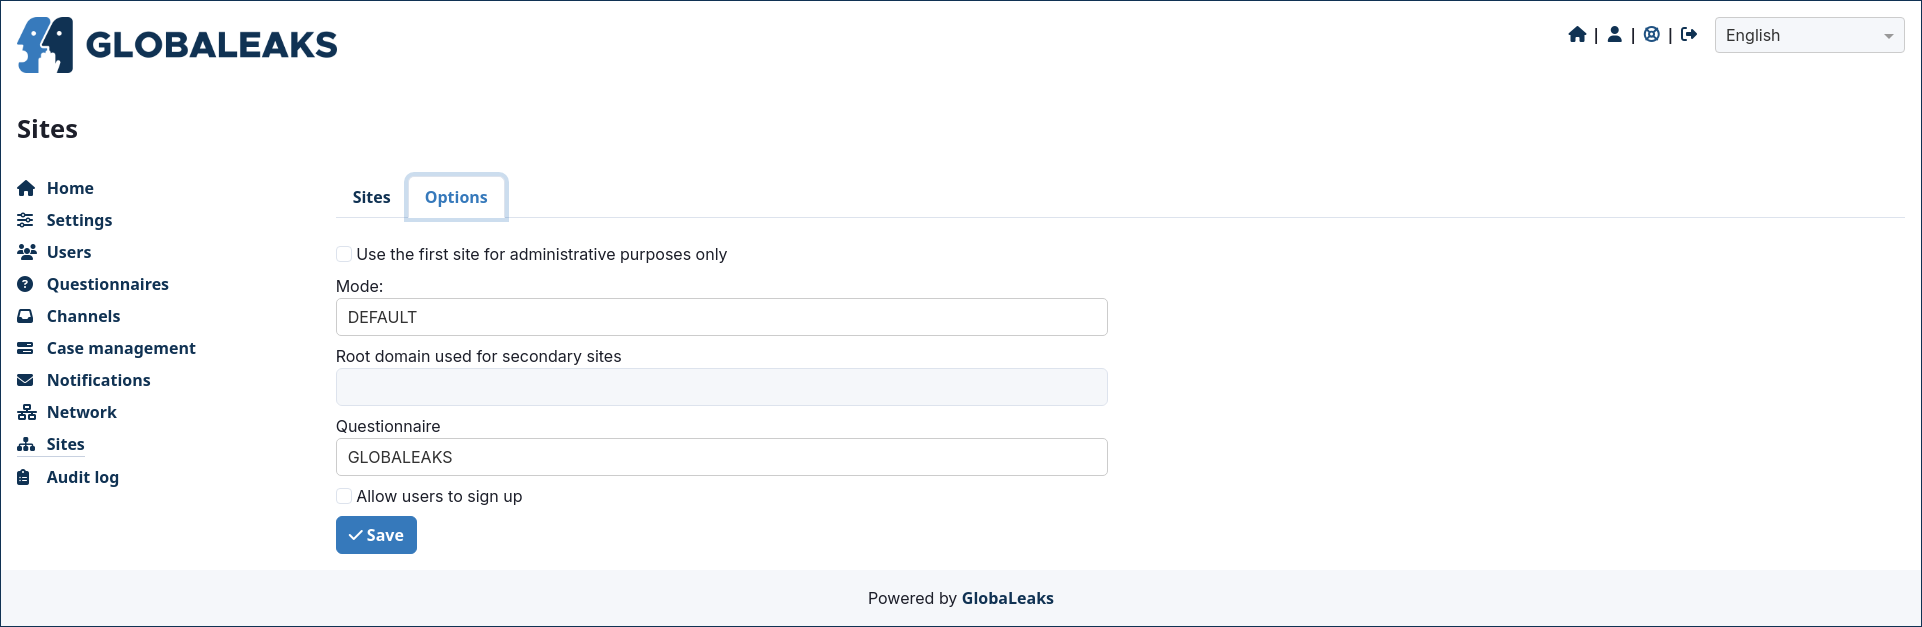 GLOBALEAKS
| | |
English
Sites
Home
Settings
Users
Questionnaires
Channels
Case management
Notifications
Network
Sites
Audit log
Sites Options
Use the first site for administrative purposes only
Mode:
DEFAULT
Root domain used for secondary sites
Questionnaire
GLOBALEAKS
Allow users to sign up
Save
Powered by GlobaLeaks